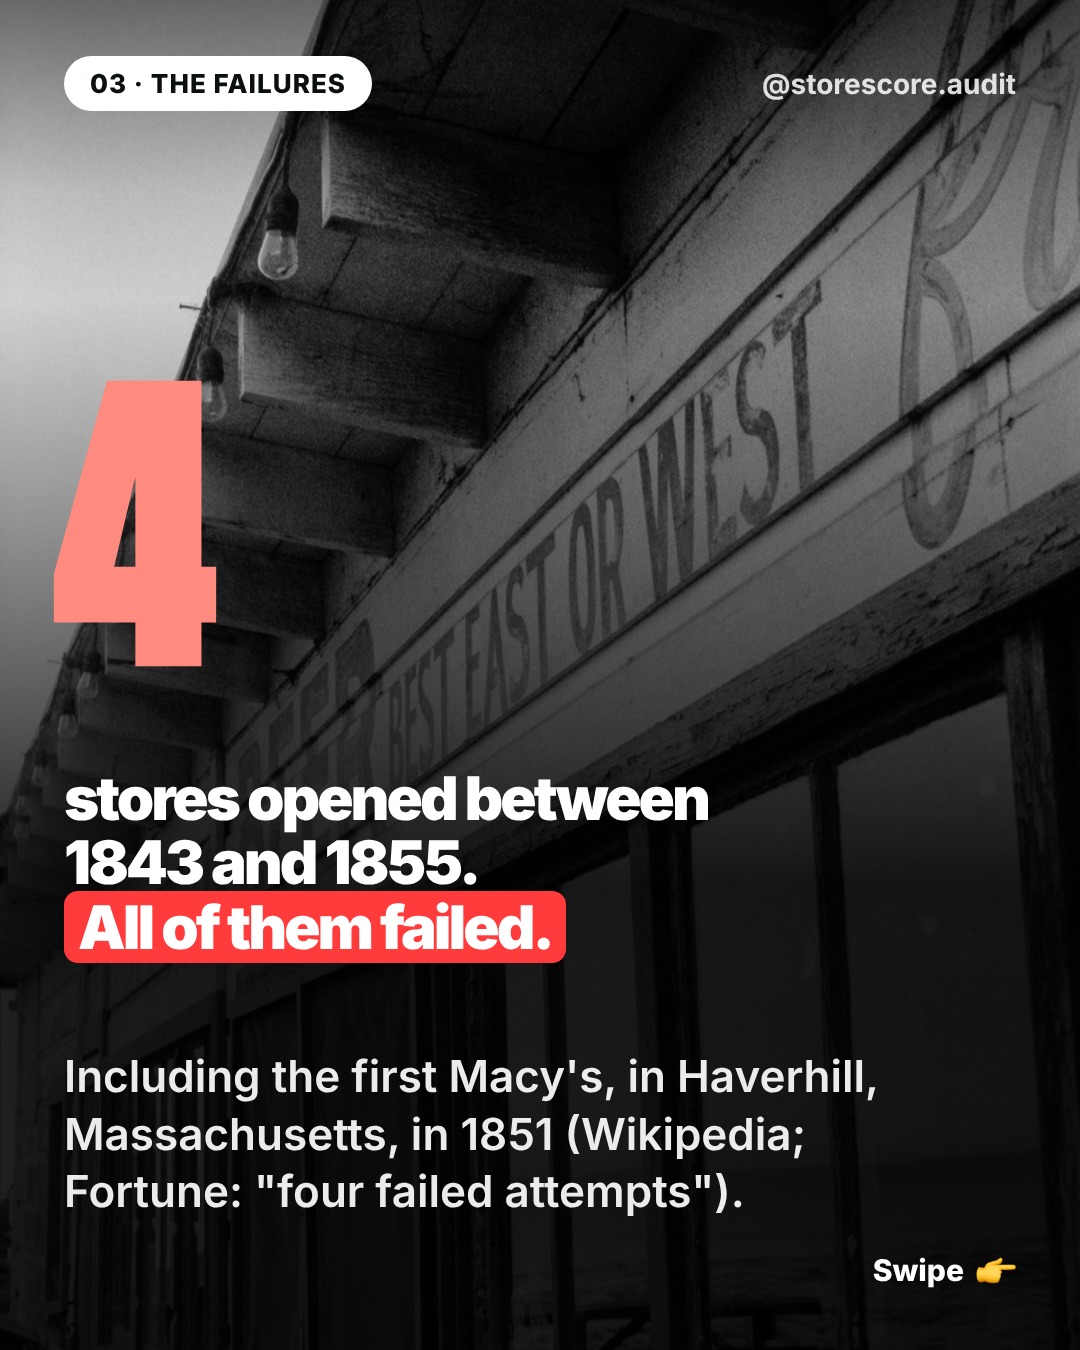 03 · THE FAILURES
@storescore.audit
BEER BEST EAST OR WEST
4
stores opened between
1843 and 1855.
All of them failed.
Including the first Macy's, in Haverhill,
Massachusetts, in 1851 (Wikipedia;
Fortune: "four failed attempts").
Swipe 👉